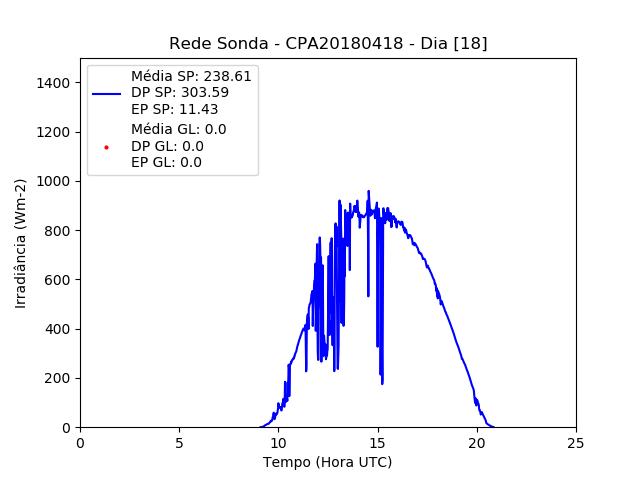 Rede Sonda - CPA20180418 - Dia [18]
Média SP: 238.61
DP SP: 303.59
EP SP: 11.43
Média GL: 0.0
DP GL: 0.0
EP GL: 0.0
Irradiância (Wm-2)
1400
1200
1000
800
600
400
200
0
0 5 10 15 20 25
Tempo (Hora UTC)